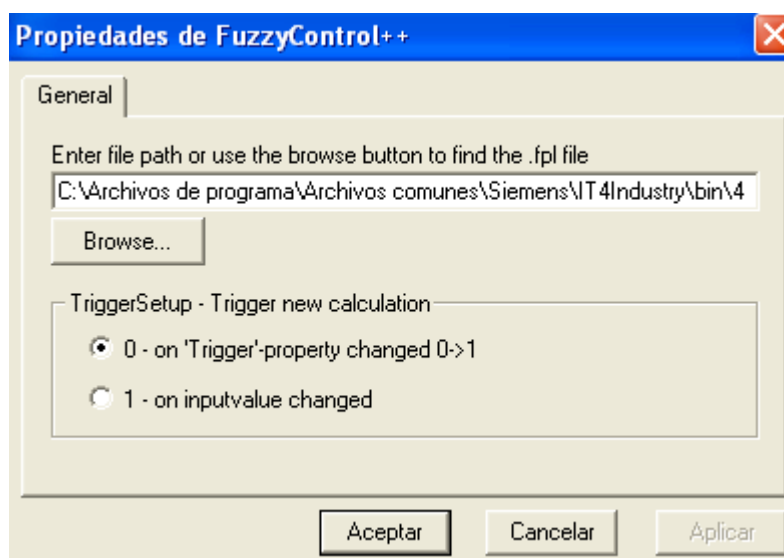 Propiedades de FuzzyControl++
General
Enter file path or use the browse button to find the .fpl file
C:\Archivos de programa\Archivos comunes\Siemens\IT4Industry\bin\4
Browse...
TriggerSetup - Trigger new calculation
0 - on 'Trigger'-property changed 0->1
1 - on inputvalue changed
Aceptar
Cancelar
Aplicar